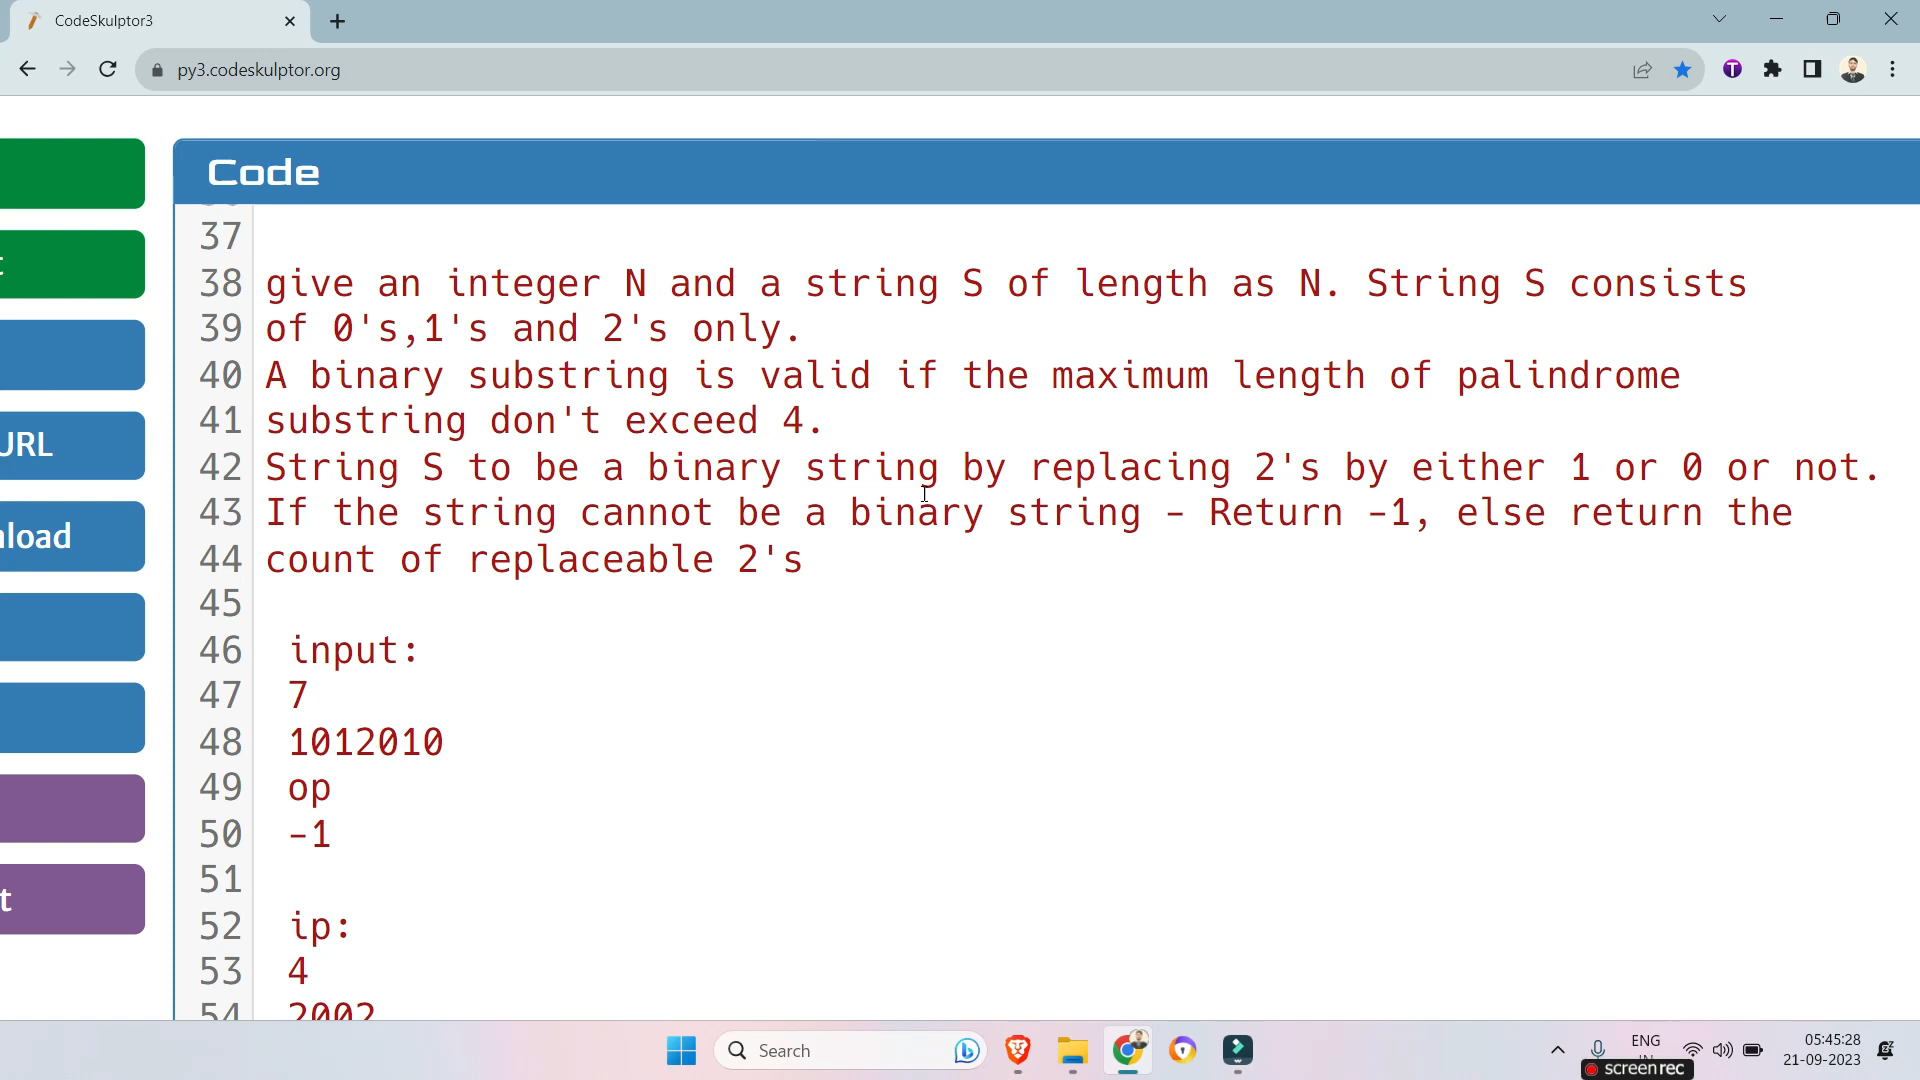 CodeSkulptor3
py3.codeskulptor.org
Code
37
38 give an integer N and a string S of length as N. String S consists
39 of 0's,1's and 2's only.
40 A binary substring is valid if the maximum length of palindrome
41 substring don't exceed 4.
42 String S to be a binary string by replacing 2's by either 1 or 0 or not.
43 If the string cannot be a binary string - Return -1, else return the
44 count of replaceable 2's
45
46 input:
47 7
48 1012010
49 op
50 -1
51
52 ip:
53 4
54 2002
t
URL
nload
t
Search
ENG
05:45:28
21-09-2023
screenrec